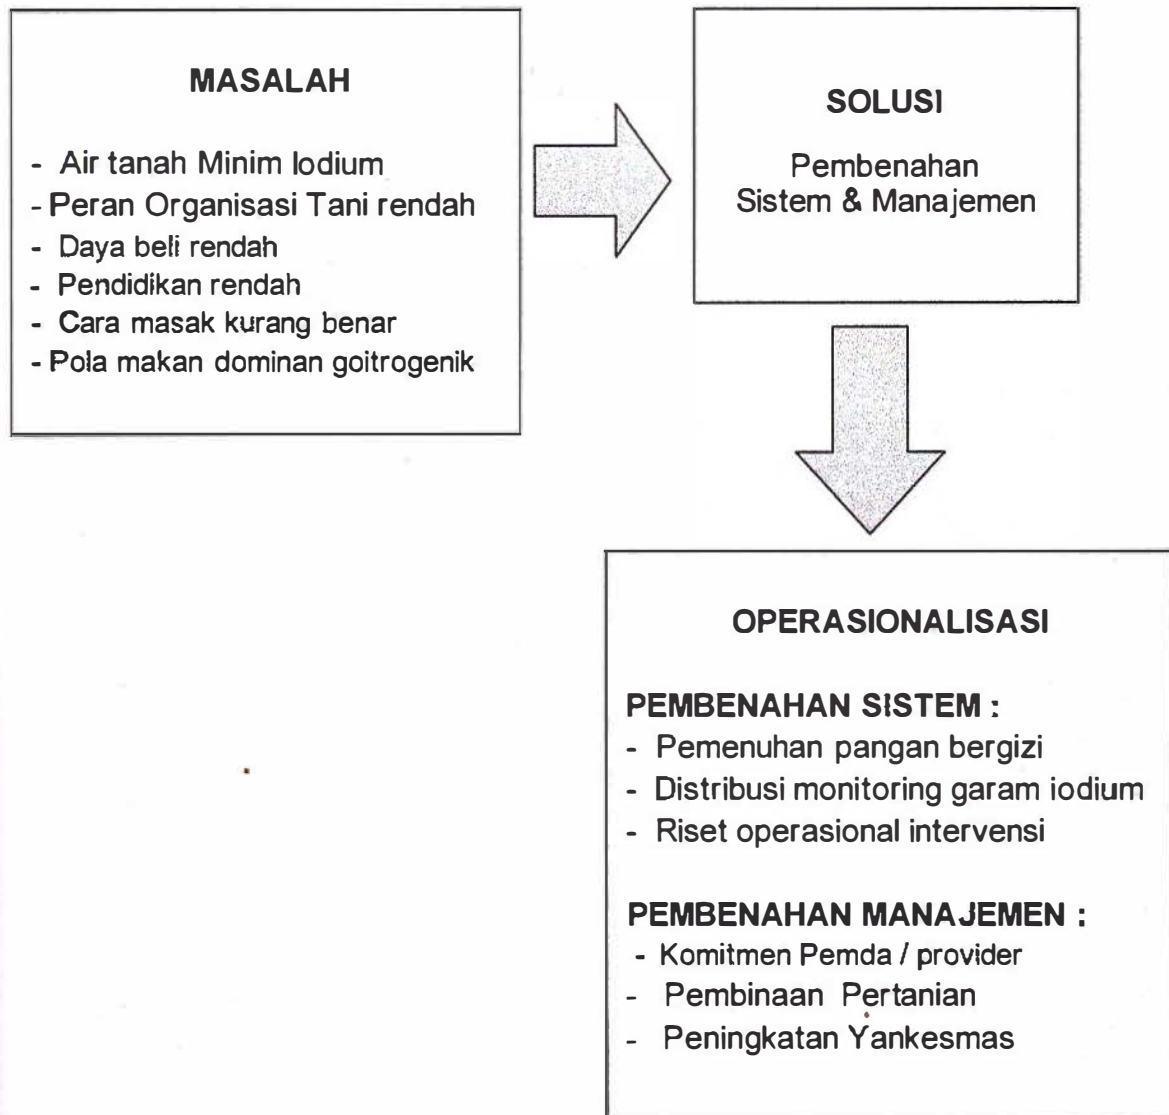 MASALAH
- Air tanah Minim Iodium
- Peran Organisasi Tani rendah
- Daya beli rendah
- Pendidikan rendah
- Cara masak kurang benar
- Pola makan dominan goitrogenik
SOLUSI
Pembenahan
Sistem & Manajemen
OPERASIONALISASI
PEMBENAHAN SISTEM :
- Pemenuhan pangan bergizi
- Distribusi monitoring garam iodium
- Riset operasional intervensi
PEMBENAHAN MANAJEMEN :
- Komitmen Pemda / provider
- Pembinaan Pertanian
- Peningkatan Yankesmas